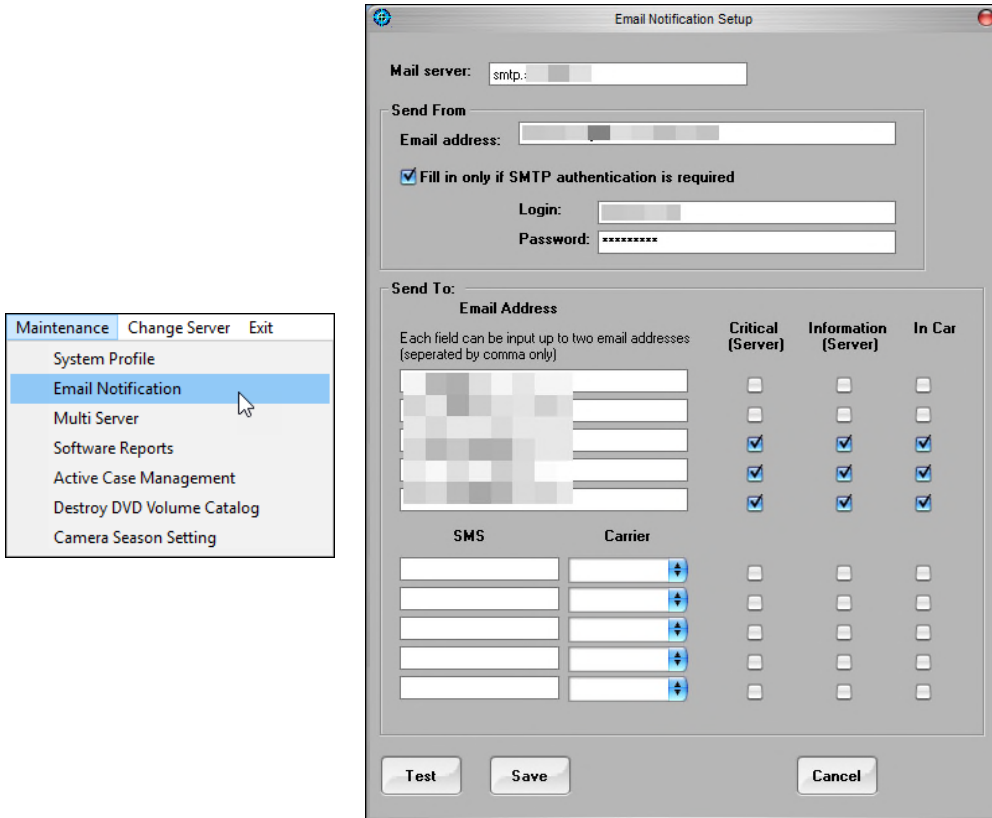 Maintenance Change Server Exit
System Profile
Email Notification
Multi Server
Software Reports
Active Case Management
Destroy DVD Volume Catalog
Camera Season Setting
Email Notification Setup
Mail server: smtp.
Send From
Email address:
Fill in only if SMTP authentication is required
Login:
Password: *********
Send To:
Email Address
Each field can be input up to two email addresses
(seperated by comma only)
Critical
(Server)
Information
(Server)
In Car
SMS Carrier
Test Save Cancel